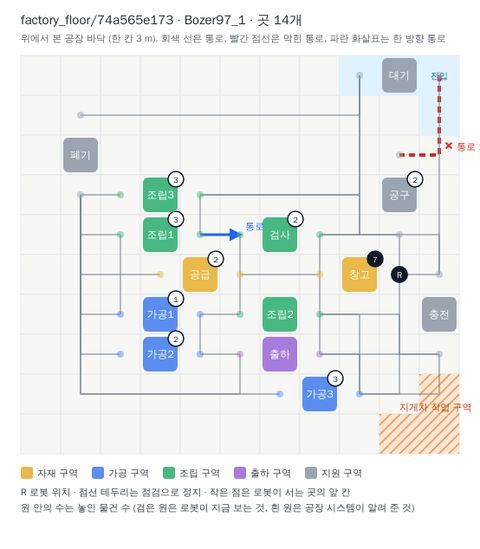 factory_floor/74a565e173 · Bozer97_1 · 곳 14개
위에서 본 공장 바닥 (한 칸 3 m). 회색 선은 통로, 빨간 점선은 막힌 통로, 파란 화살표는 한 방향 통로
대기
✖ 통로
폐기
3
조립3
2
공구
3
조립1
통로
2
검사
2
공급
7
창고
R
1
가공1
조립2
충전
2
가공2
출하
3
가공3
지게차 작업 구역
자재 구역 가공 구역 조립 구역 출하 구역 지원 구역
R 로봇 위치 · 점선 테두리는 점검으로 정지 · 작은 점은 로봇이 서는 곳의 앞 칸
원 안의 수는 놓인 물건 수 (검은 원은 로봇이 지금 보는 것, 흰 원은 공장 시스템이 알려 준 것)